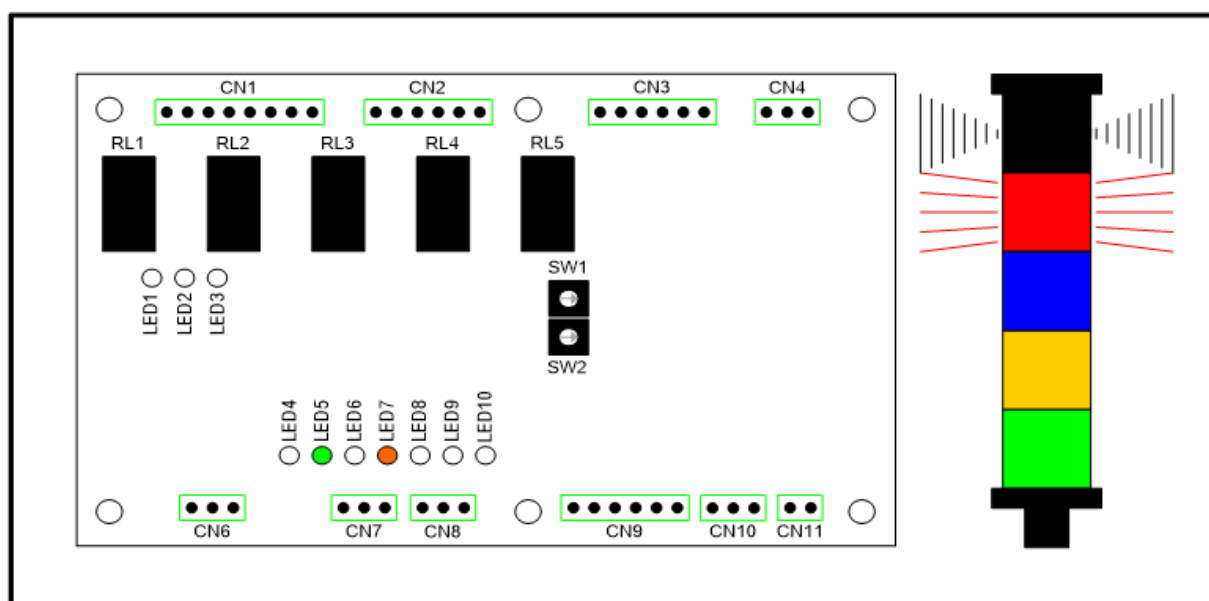 CN1 CN2 CN3 CN4
RL1 RL2 RL3 RL4 RL5
SW1
LED1 LED2 LED3
SW2
LED4 LED5 LED6 LED7 LED8 LED9 LED10
CN6 CN7 CN8 CN9 CN10 CN11